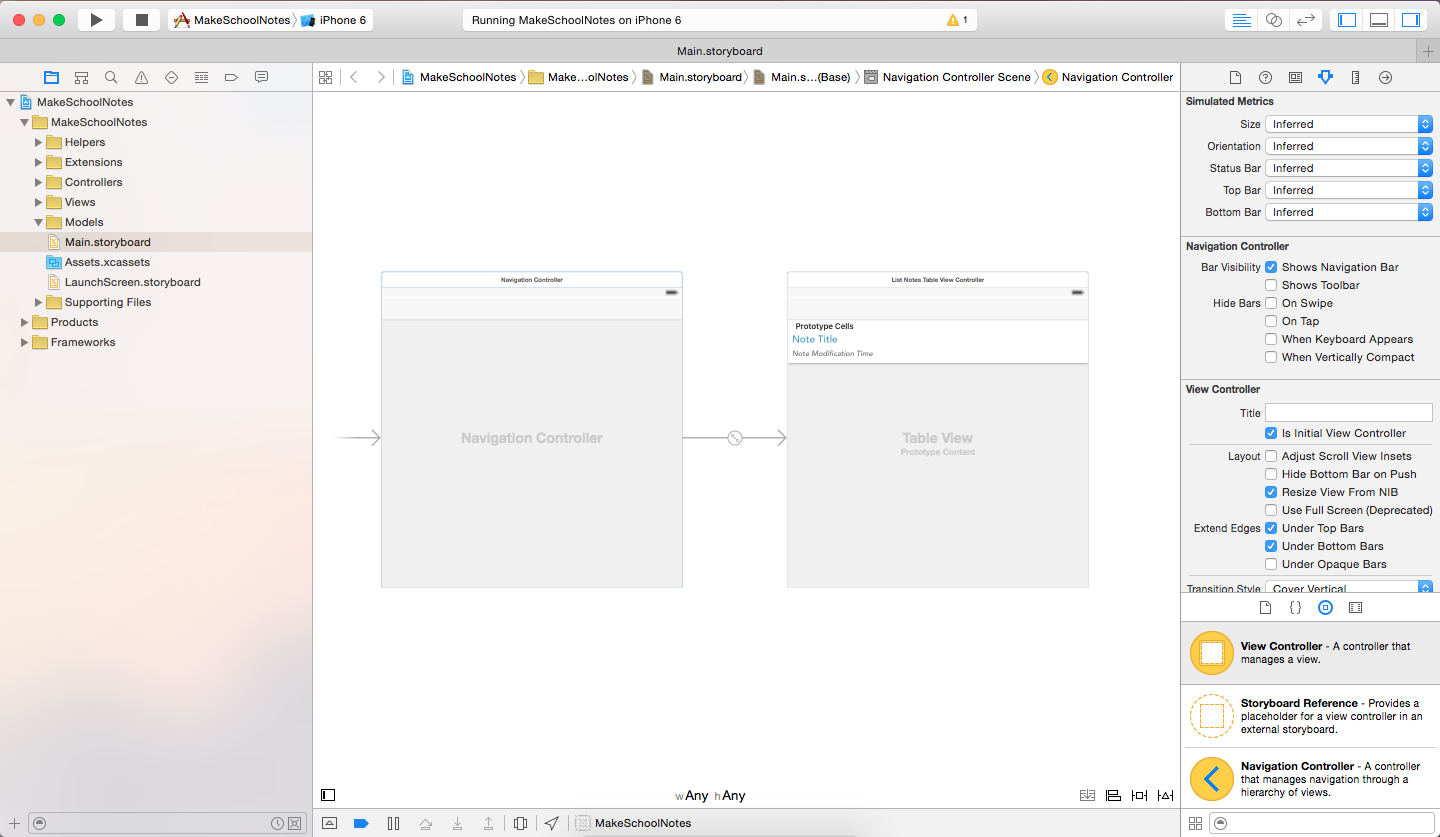 MakeSchoolNotes
iPhone 6
Running MakeSchoolNotes on iPhone 6
1
Main.storyboard
MakeSchoolNotes
Make...olNotes
Main.storyboard
Main.s...(Base)
Navigation Controller Scene
Navigation Controller
MakeSchoolNotes
MakeSchoolNotes
Helpers
Extensions
Controllers
Views
Models
Main.storyboard
Assets.xcassets
LaunchScreen.storyboard
Supporting Files
Products
Frameworks
Navigation Controller
Navigation Controller
List Notes Table View Controller
Prototype Cells
Note Title
Note Modification Time
Table View
Prototype Content
wAny hAny
MakeSchoolNotes
Simulated Metrics
Size Inferred
Orientation Inferred
Status Bar Inferred
Top Bar Inferred
Bottom Bar Inferred
Navigation Controller
Bar Visibility Shows Navigation Bar
Shows Toolbar
Hide Bars On Swipe
On Tap
When Keyboard Appears
When Vertically Compact
View Controller
Title
Is Initial View Controller
Layout Adjust Scroll View Insets
Hide Bottom Bar on Push
Resize View From NIB
Use Full Screen (Deprecated)
Extend Edges Under Top Bars
Under Bottom Bars
Under Opaque Bars
Transition Style Cover Vertical
{}
View Controller - A controller that
manages a view.
Storyboard Reference - Provides a
placeholder for a view controller in an
external storyboard.
Navigation Controller - A controller
that manages navigation through a
hierarchy of views.